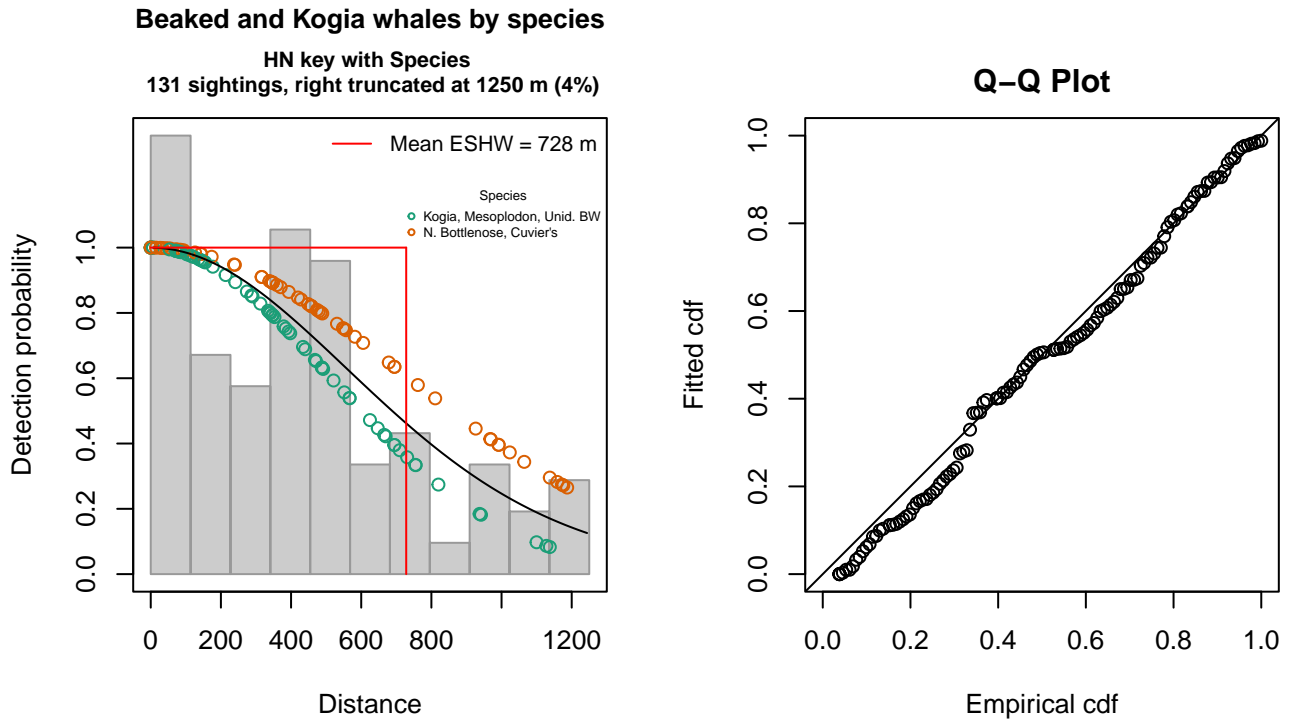 Beaked and Kogia whales by species
HN key with Species
131 sightings, right truncated at 1250 m (4%)
Mean ESHW = 728 m
Species
Kogia, Mesoplodon, Unid. BW
N. Bottlenose, Cuvier's
Detection probability
0.0 0.2 0.4 0.6 0.8 1.0
0 200 400 600 800 1200
Distance
Q−Q Plot
Fitted cdf
0.0 0.2 0.4 0.6 0.8 1.0
0.0 0.2 0.4 0.6 0.8 1.0
Empirical cdf